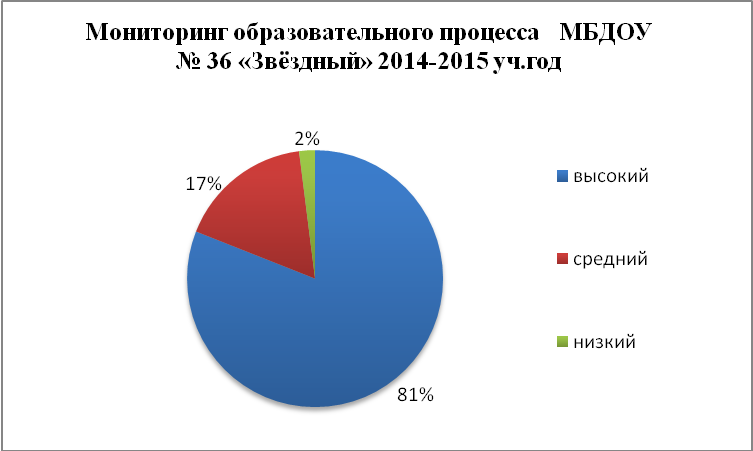 Мониторинг образовательного процесса МБДОУ
№ 36 «Звёздный» 2014-2015 уч.год
2%
17%
81%
высокий
средний
низкий